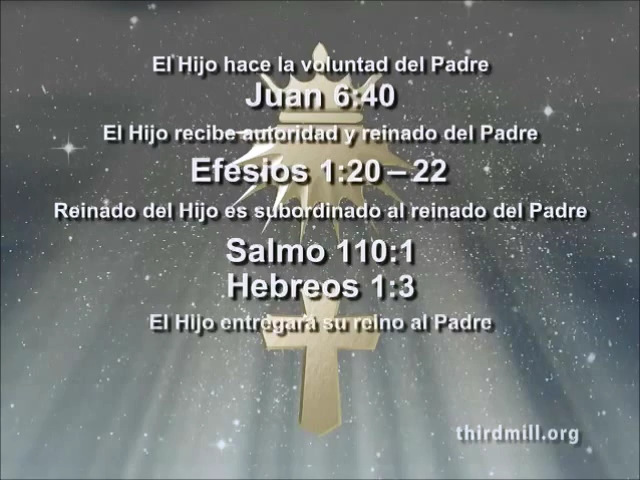 El Hijo hace la voluntad del Padre
Juan 6:40
El Hijo recibe autoridad y reinado del Padre
Efesios 1:20 – 22
Reinado del Hijo es subordinado al reinado del Padre
Salmo 110:1
Hebreos 1:3
El Hijo entregará su reino al Padre
thirdmill.org